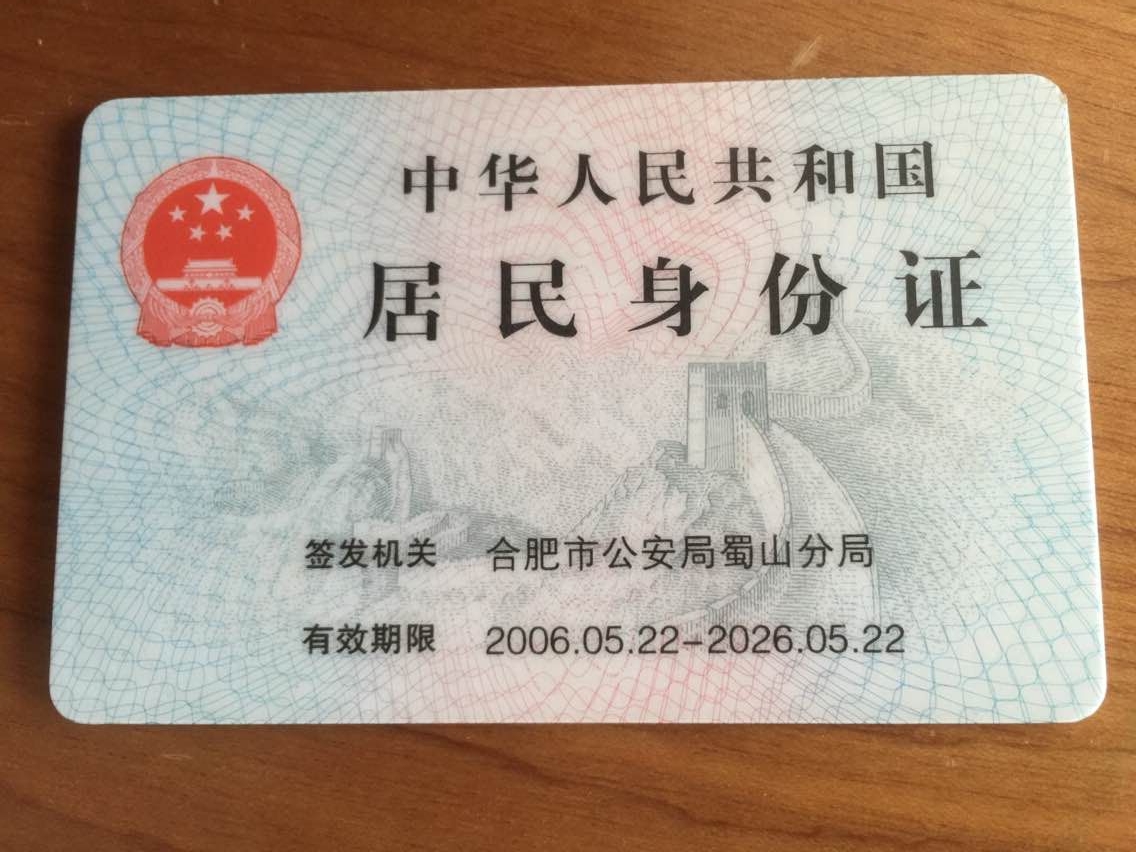 中华人民共和国
居民身份证
签发机关 合肥市公安局蜀山分局
有效期限 2006.05.22-2026.05.22